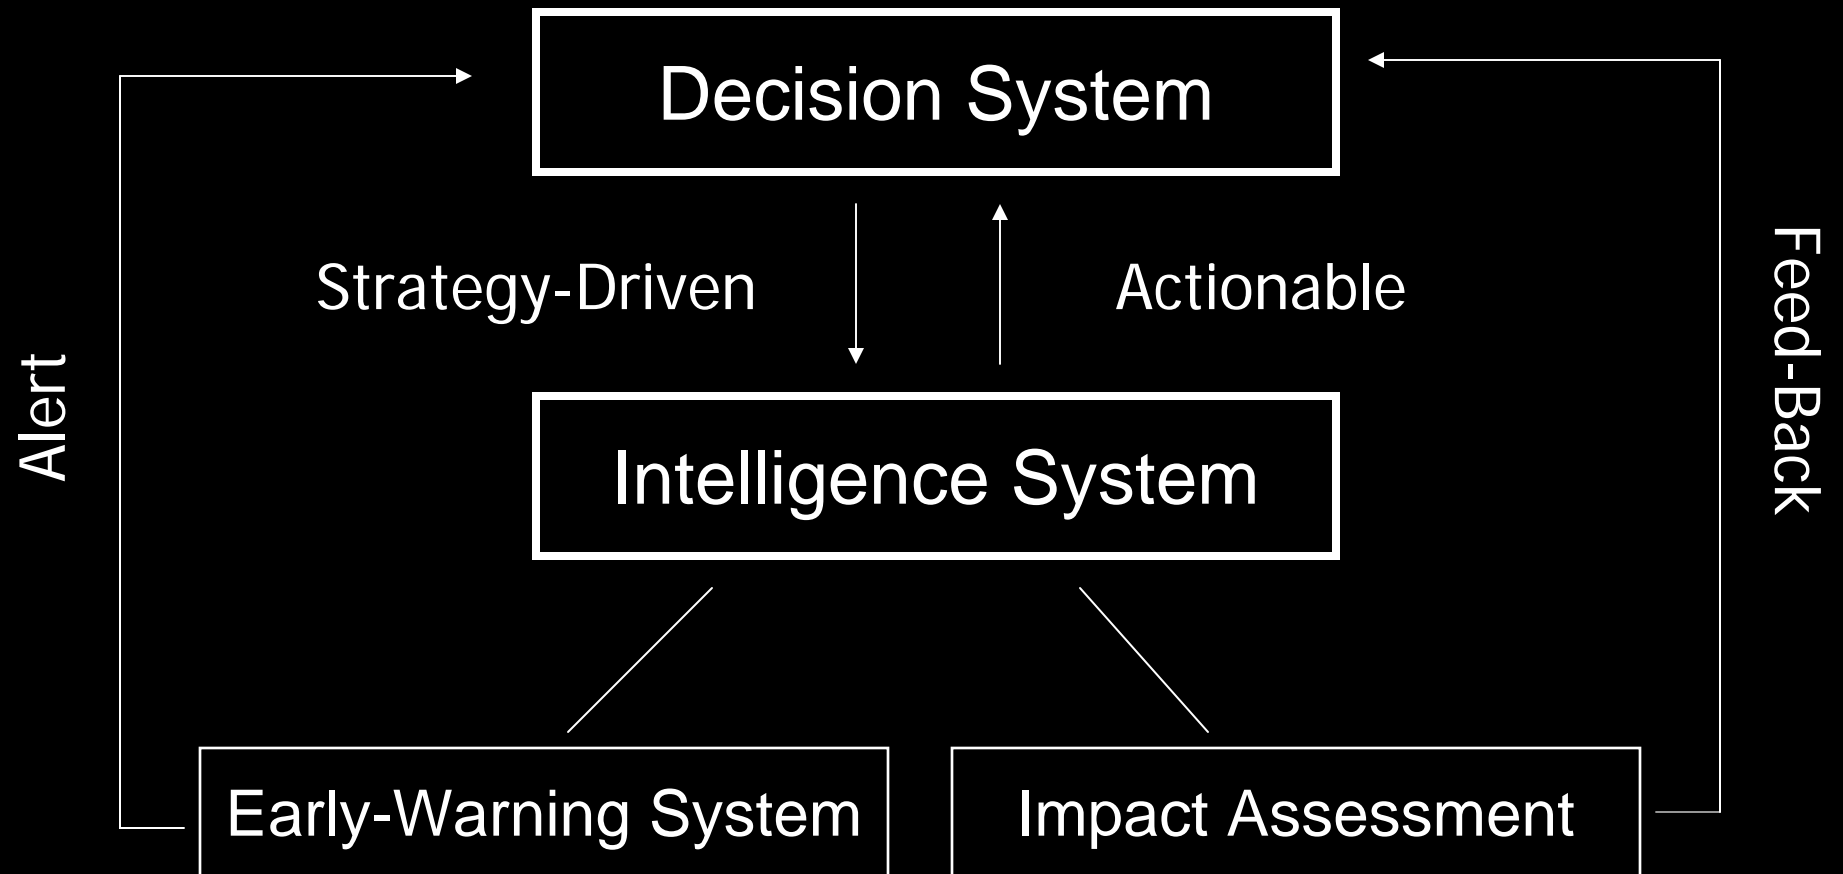 Decision System
Strategy-Driven
Actionable
Alert
Feed-Back
Intelligence System
Early-Warning System
Impact Assessment